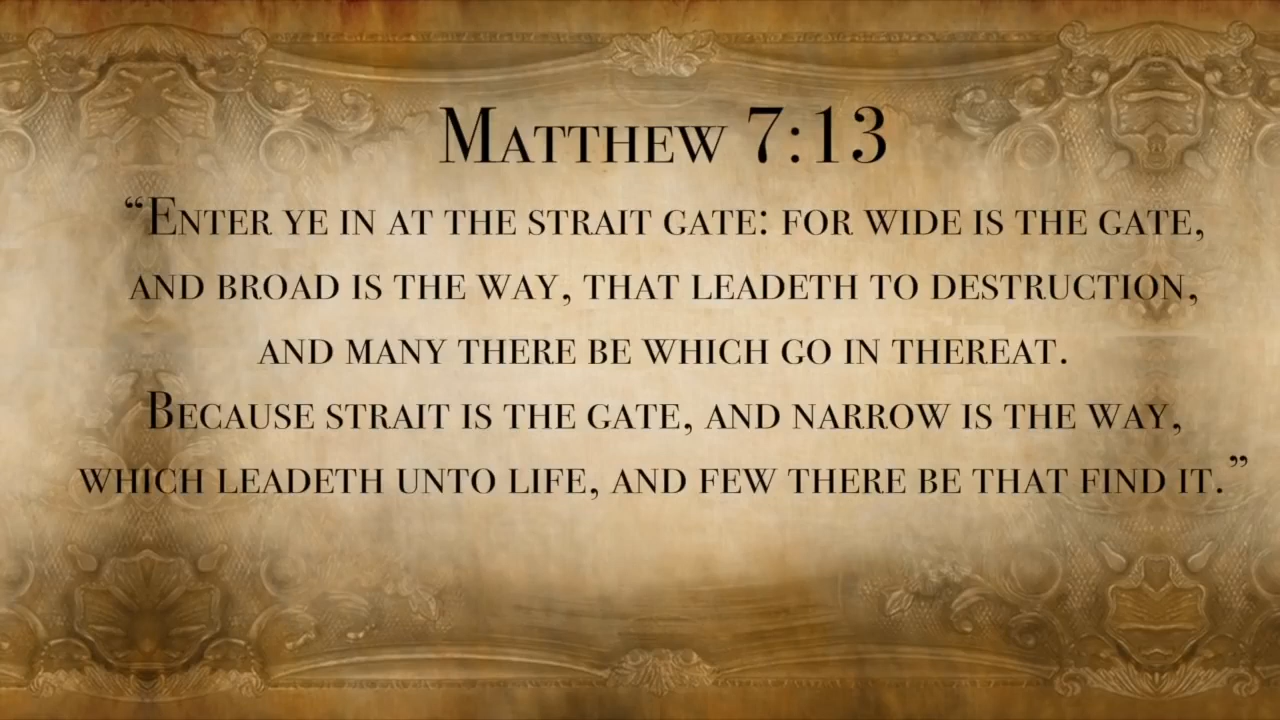 Matthew 7:13
“Enter ye in at the strait gate: for wide is the gate,
and broad is the way, that leadeth to destruction,
and many there be which go in thereat.
Because strait is the gate, and narrow is the way,
which leadeth unto life, and few there be that find it.”